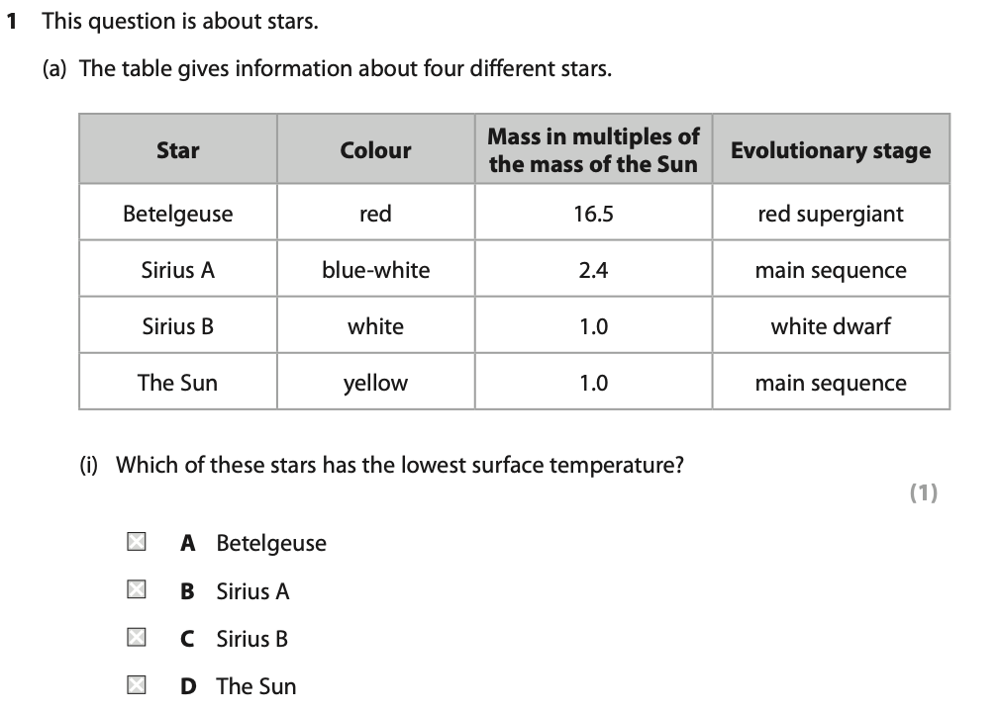 1 This question is about stars.
(a) The table gives information about four different stars.
Star Colour Mass in multiples of the mass of the Sun Evolutionary stage
Betelgeuse red 16.5 red supergiant
Sirius A blue-white 2.4 main sequence
Sirius B white 1.0 white dwarf
The Sun yellow 1.0 main sequence
(i) Which of these stars has the lowest surface temperature?
(1)
A Betelgeuse
B Sirius A
C Sirius B
D The Sun